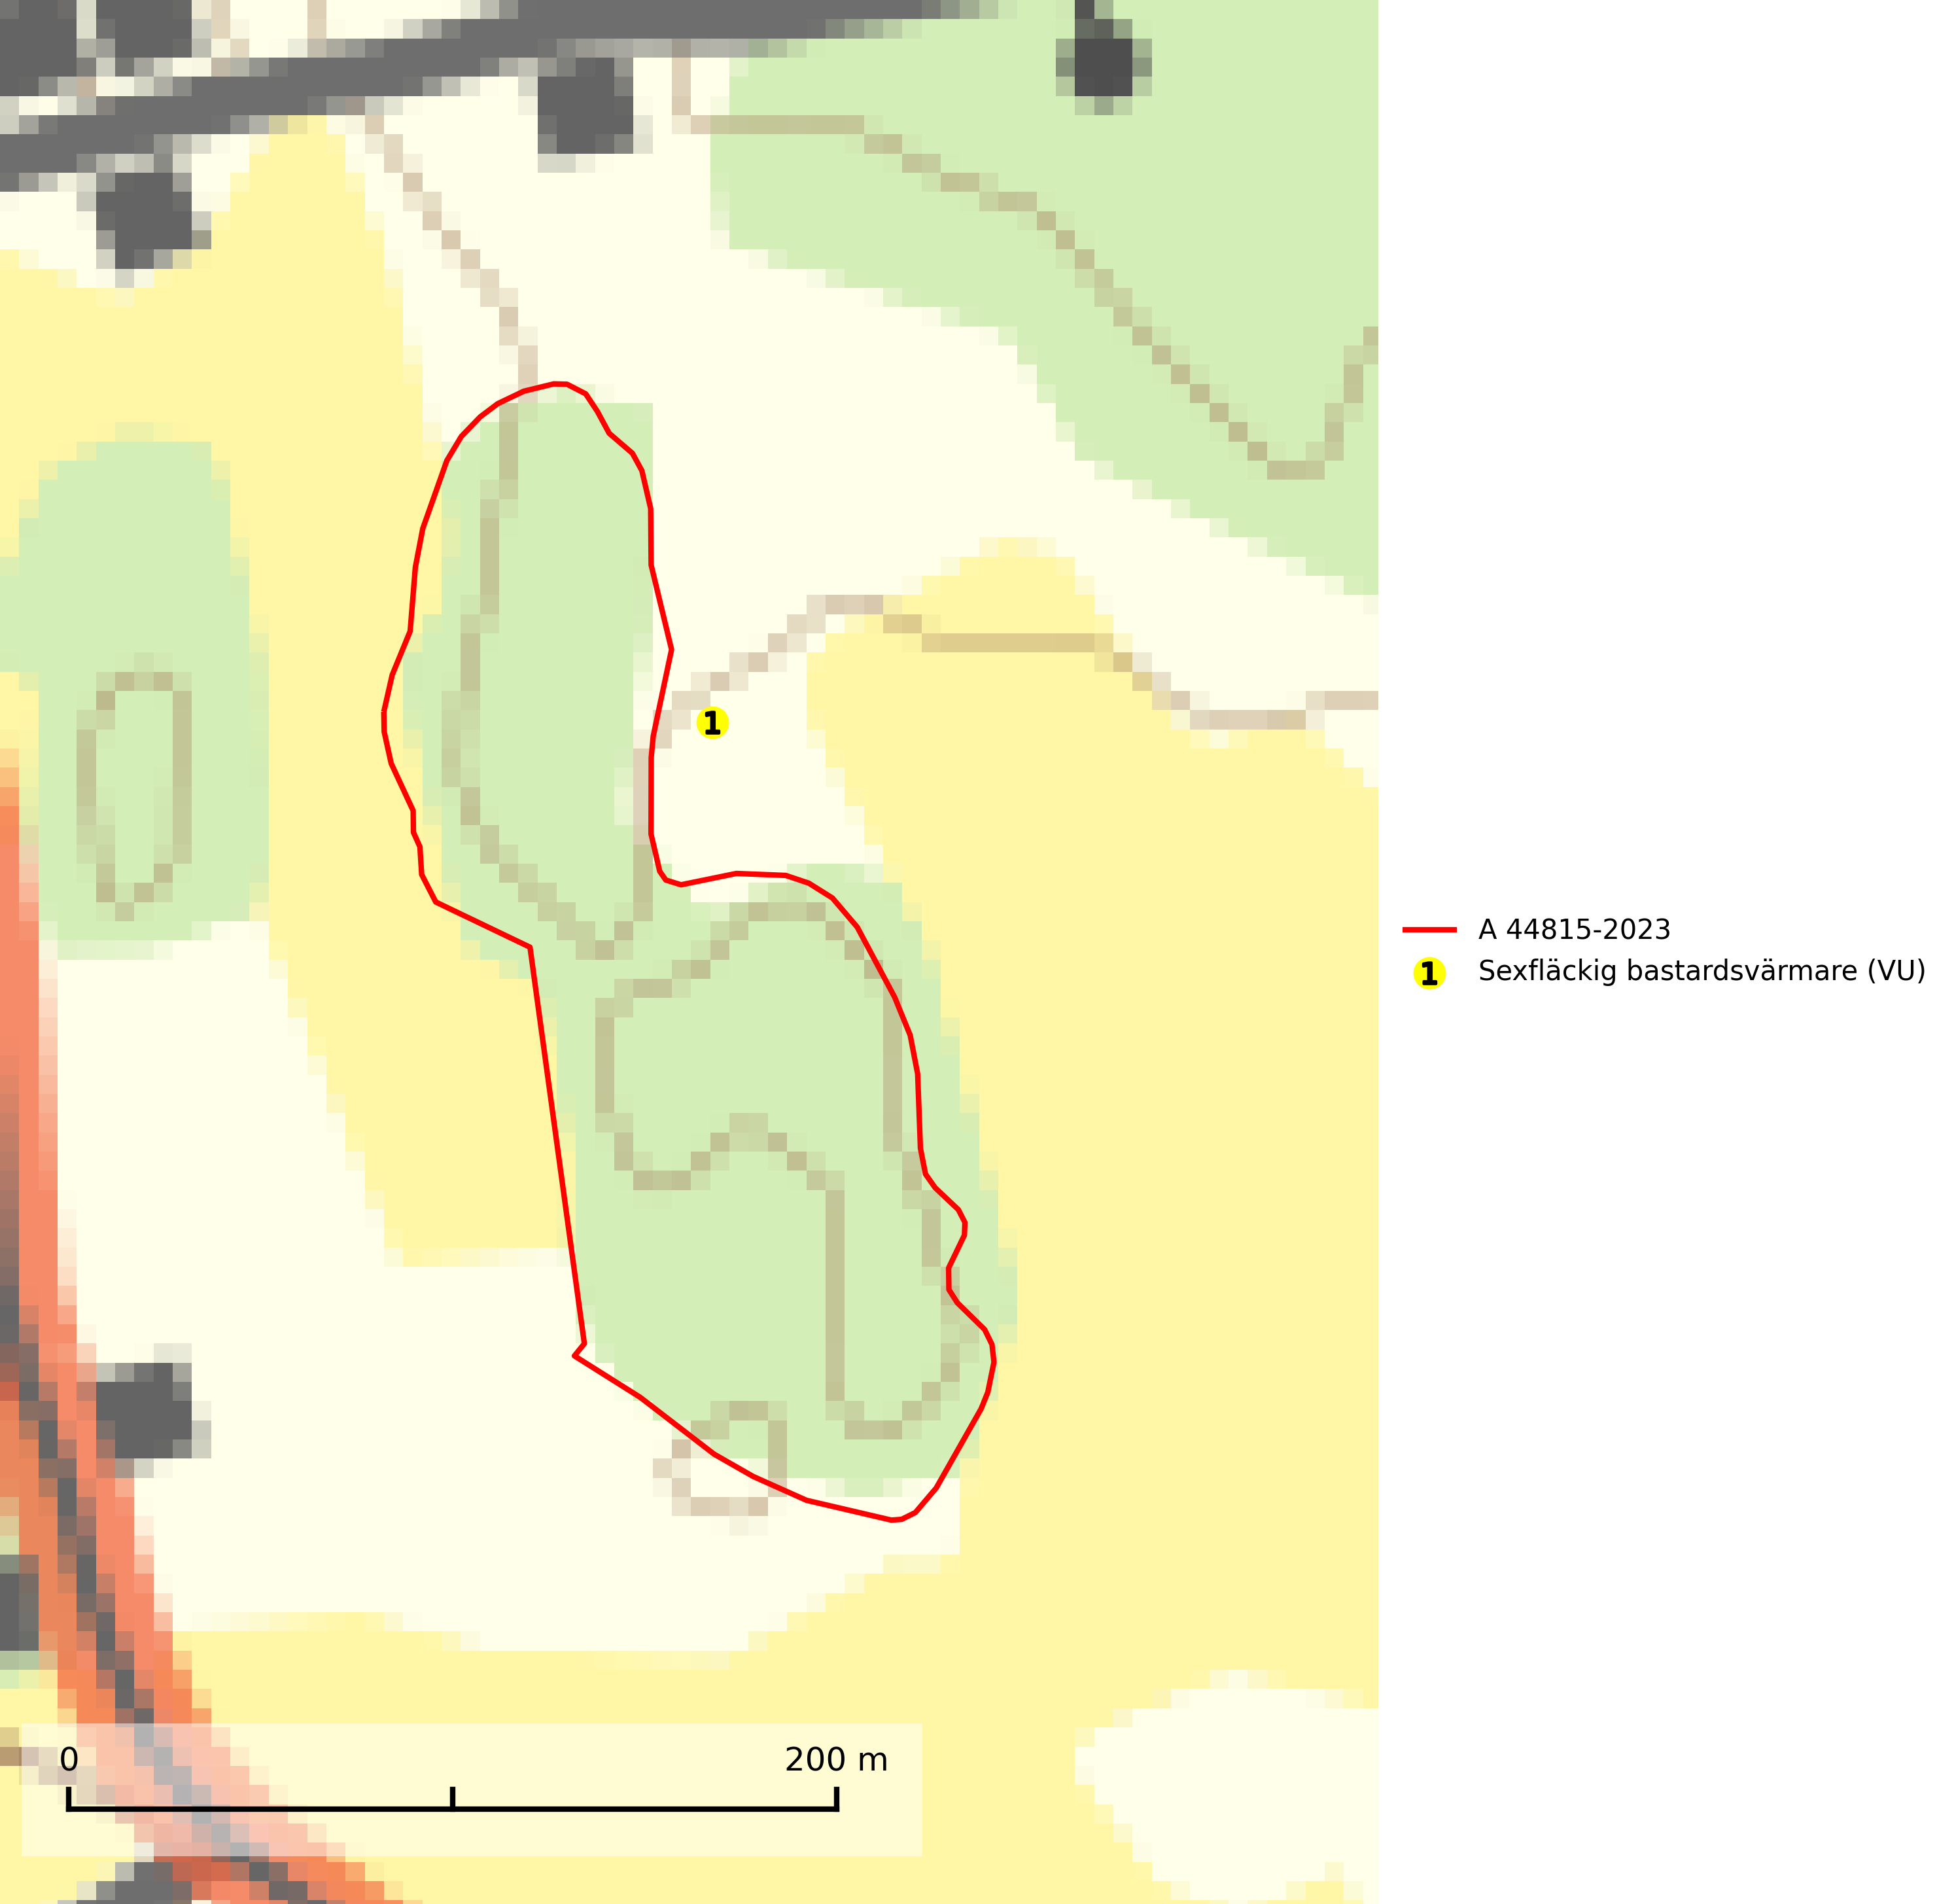 1
A 44815-2023
1 Sexfläckig bastardsvärmare (VU)
0 200 m